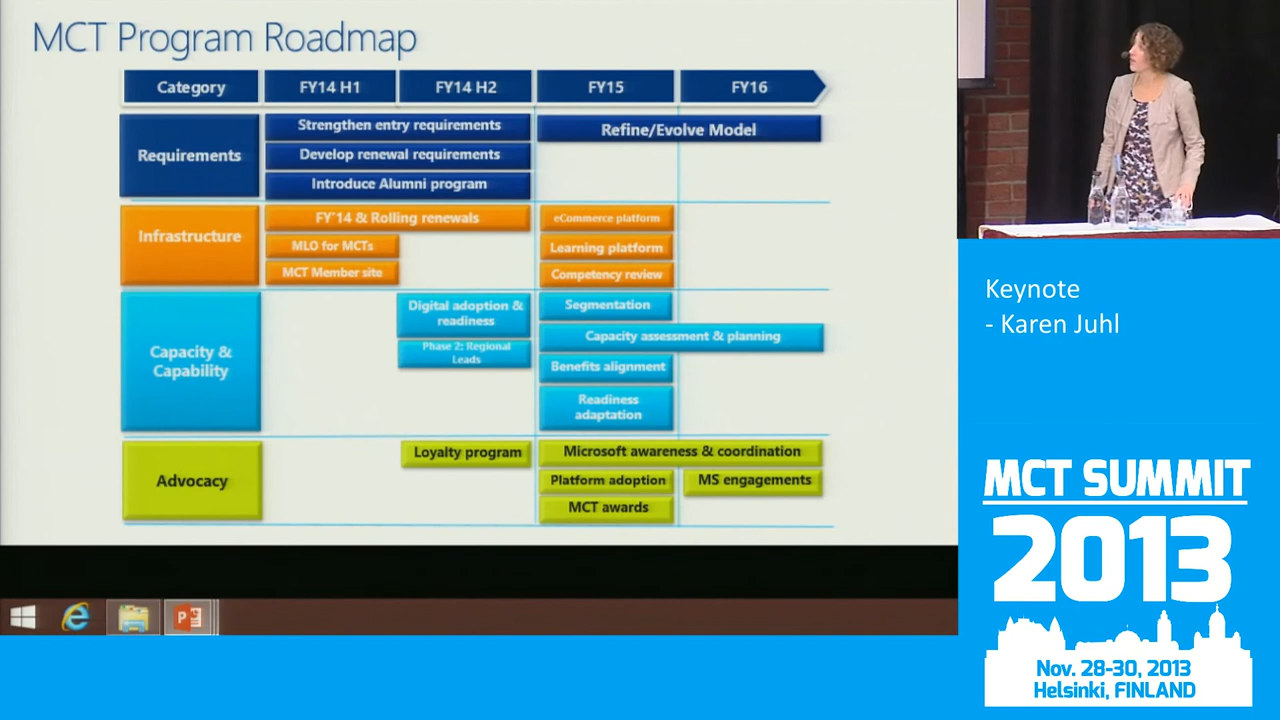 MCT Program Roadmap
Category
FY14 H1
FY14 H2
FY15
FY16
Requirements
Strengthen entry requirements
Develop renewal requirements
Introduce Alumni program
Refine/Evolve Model
Infrastructure
FY'14 & Rolling renewals
MLO for MCTs
MCT Member site
eCommerce platform
Learning platform
Competency review
Capacity &
Capability
Digital adoption &
readiness
Phase 2: Regional
Leads
Segmentation
Capacity assessment & planning
Benefits alignment
Readiness
adaptation
Advocacy
Loyalty program
Microsoft awareness & coordination
Platform adoption
MS engagements
MCT awards
Keynote
- Karen Juhl
MCT SUMMIT
2013
Nov. 28-30, 2013
Helsinki, FINLAND